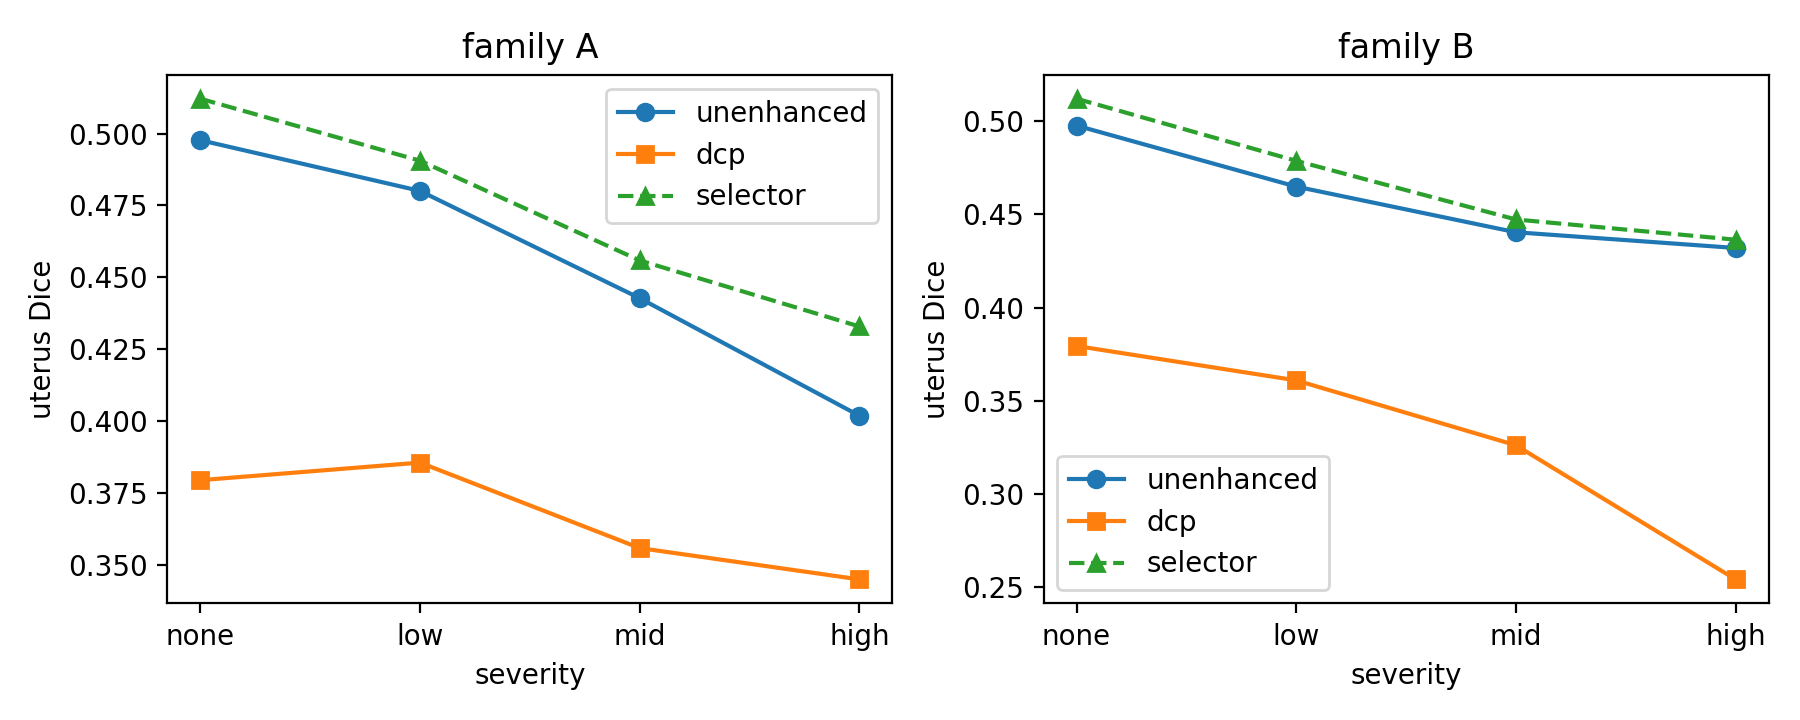 family A
0.500
0.475
0.450
0.425
0.400
0.375
0.350
uterus Dice
unenhanced
dcp
selector
none low mid high
severity
family B
0.50
0.45
0.40
0.35
0.30
0.25
uterus Dice
unenhanced
dcp
selector
none low mid high
severity